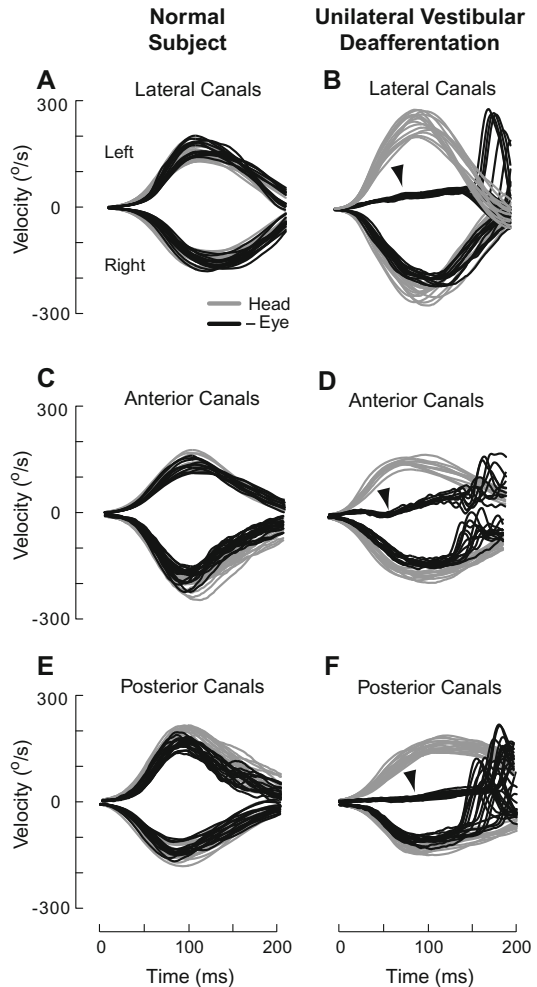 Normal
Subject
Unilateral Vestibular
Deafferentation
A
Lateral Canals
B
Lateral Canals
300
0
-300
Velocity (°/s)
Left
Right
Head
– Eye
C
Anterior Canals
D
Anterior Canals
300
0
-300
Velocity (°/s)
E
Posterior Canals
F
Posterior Canals
300
0
-300
Velocity (°/s)
0 100 200
0 100 200
Time (ms)
Time (ms)